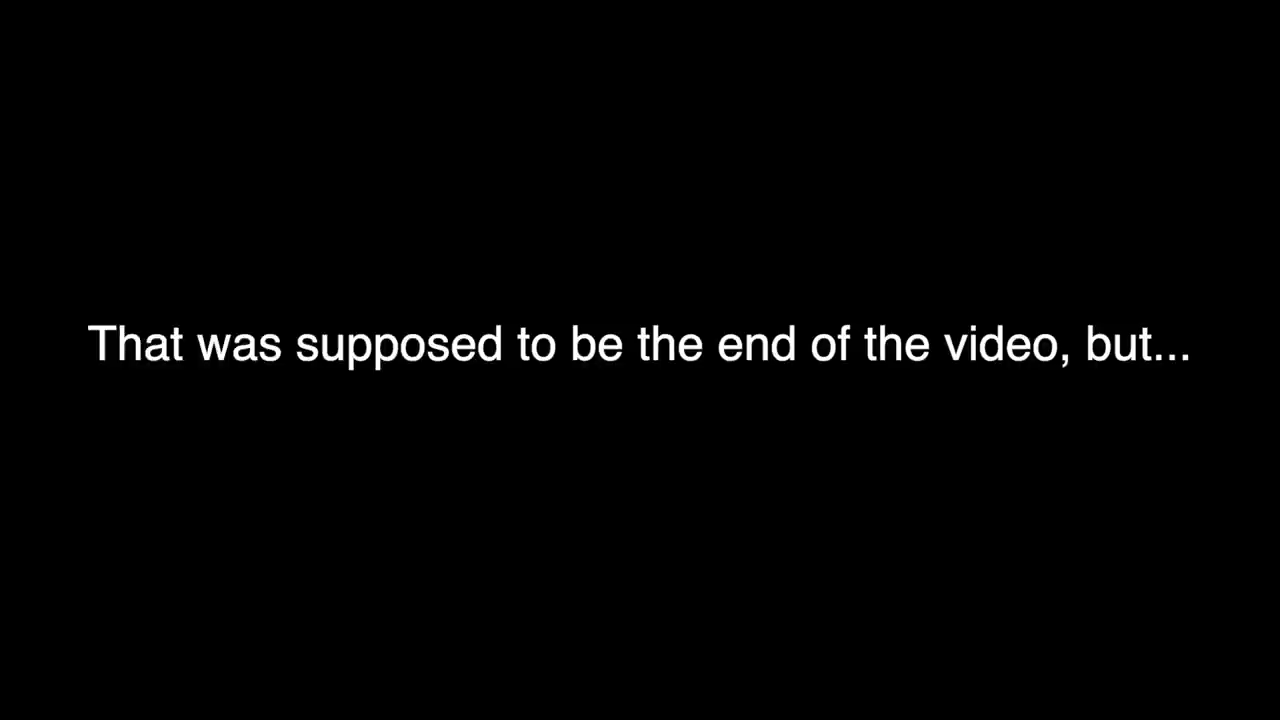 That was supposed to be the end of the video, but...